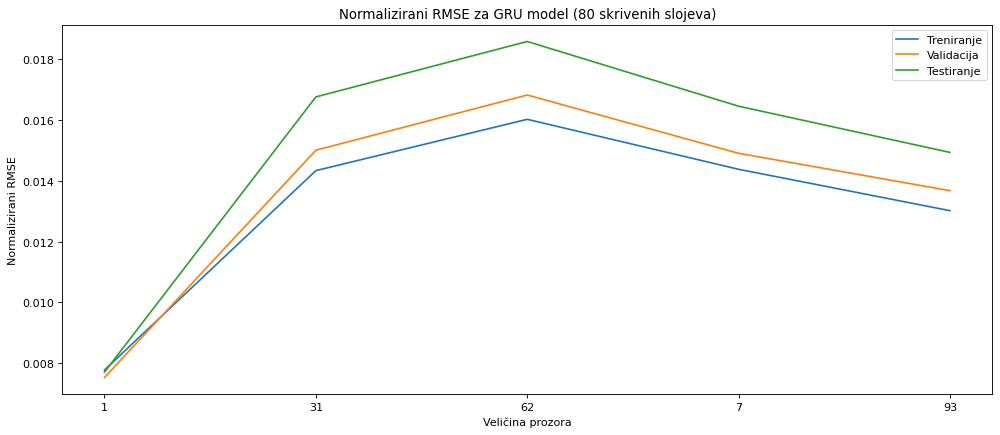 Normalizirani RMSE za GRU model (80 skrivenih slojeva)
Treniranje
Validacija
Testiranje
Normalizirani RMSE
0.018
0.016
0.014
0.012
0.010
0.008
1 31 62 7 93
Veličina prozora